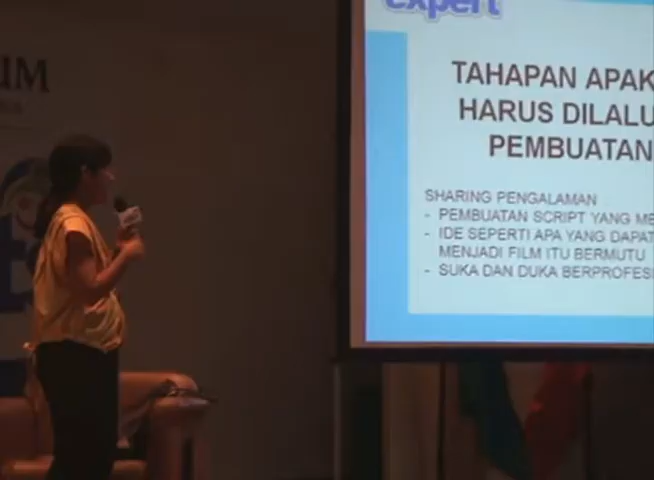 expert
TAHAPAN APAK
HARUS DILALU
PEMBUATAN
SHARING PENGALAMAN
- PEMBUATAN SCRIPT YANG ME
- IDE SEPERTI APA YANG DAPAT
MENJADI FILM ITU BERMUTU
- SUKA DAN DUKA BERPROFESI
UM